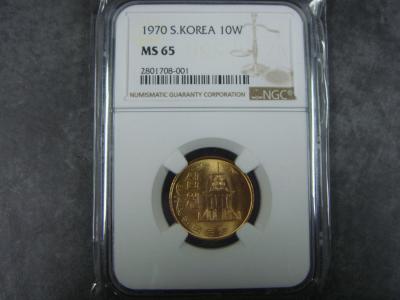 1970 S.KOREA 10W
MS 65
2801708-001
NUMISMATIC GUARANTY CORPORATION
NGC